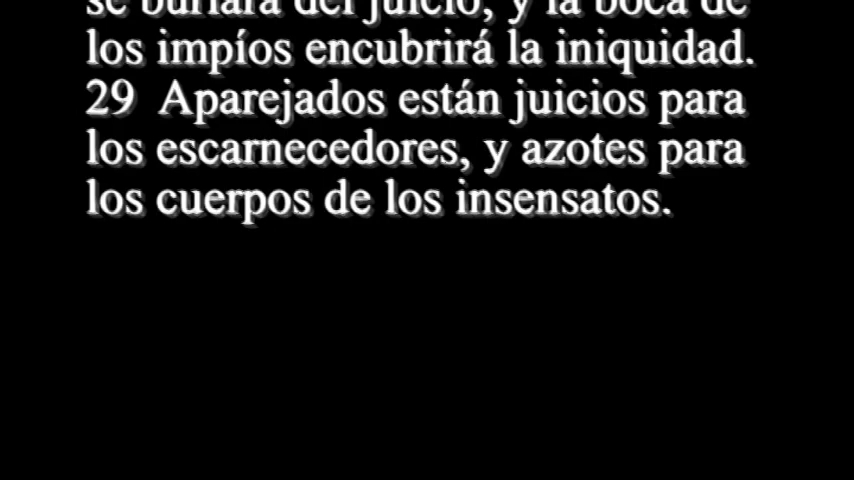 se burlará del juicio, y la boca de
los impíos encubrirá la iniquidad.
29 Aparejados están juicios para
los escarnecedores, y azotes para
los cuerpos de los insensatos.